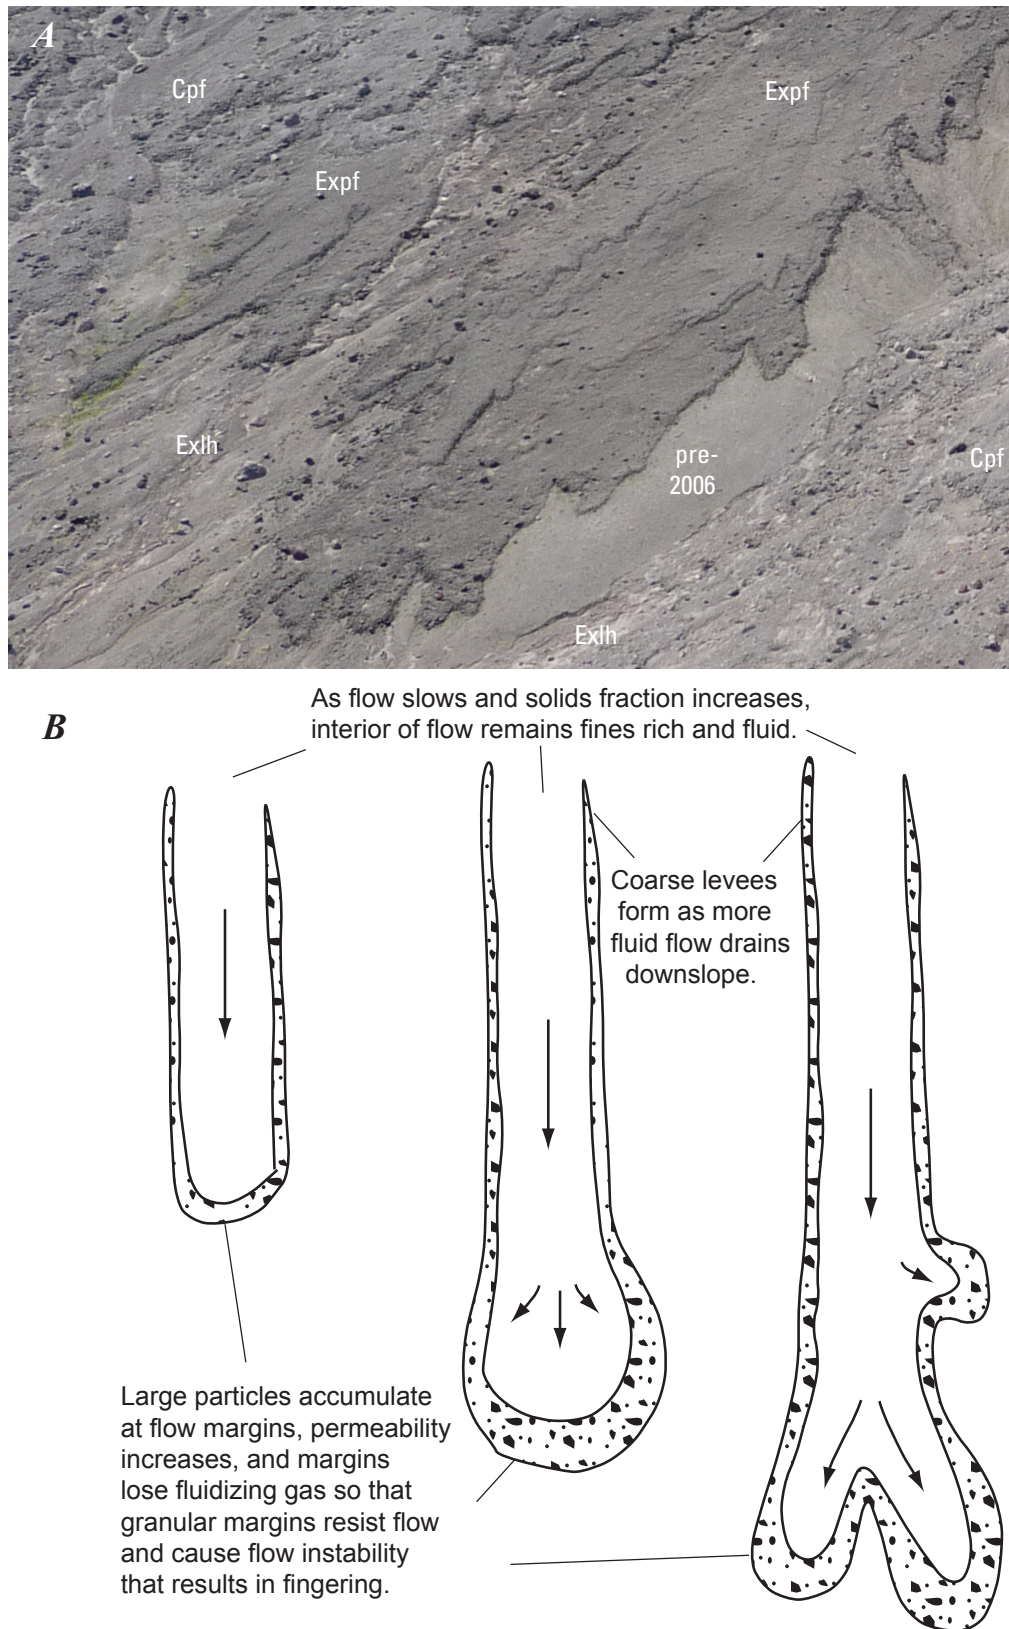 A
Cpf
Expf
Expf
Exlh
pre-
2006
Cpf
Exlh
B
As flow slows and solids fraction increases,
interior of flow remains fines rich and fluid.
Coarse levees
form as more
fluid flow drains
downslope.
Large particles accumulate
at flow margins, permeability
increases, and margins
lose fluidizing gas so that
granular margins resist flow
and cause flow instability
that results in fingering.